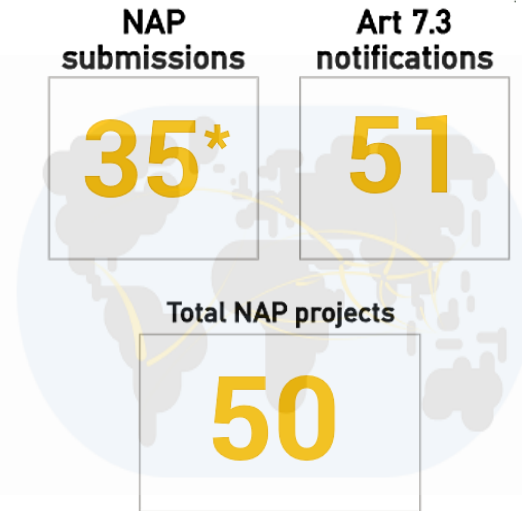 NAP
submissions
35*
Art 7.3
notifications
51
Total NAP projects
50